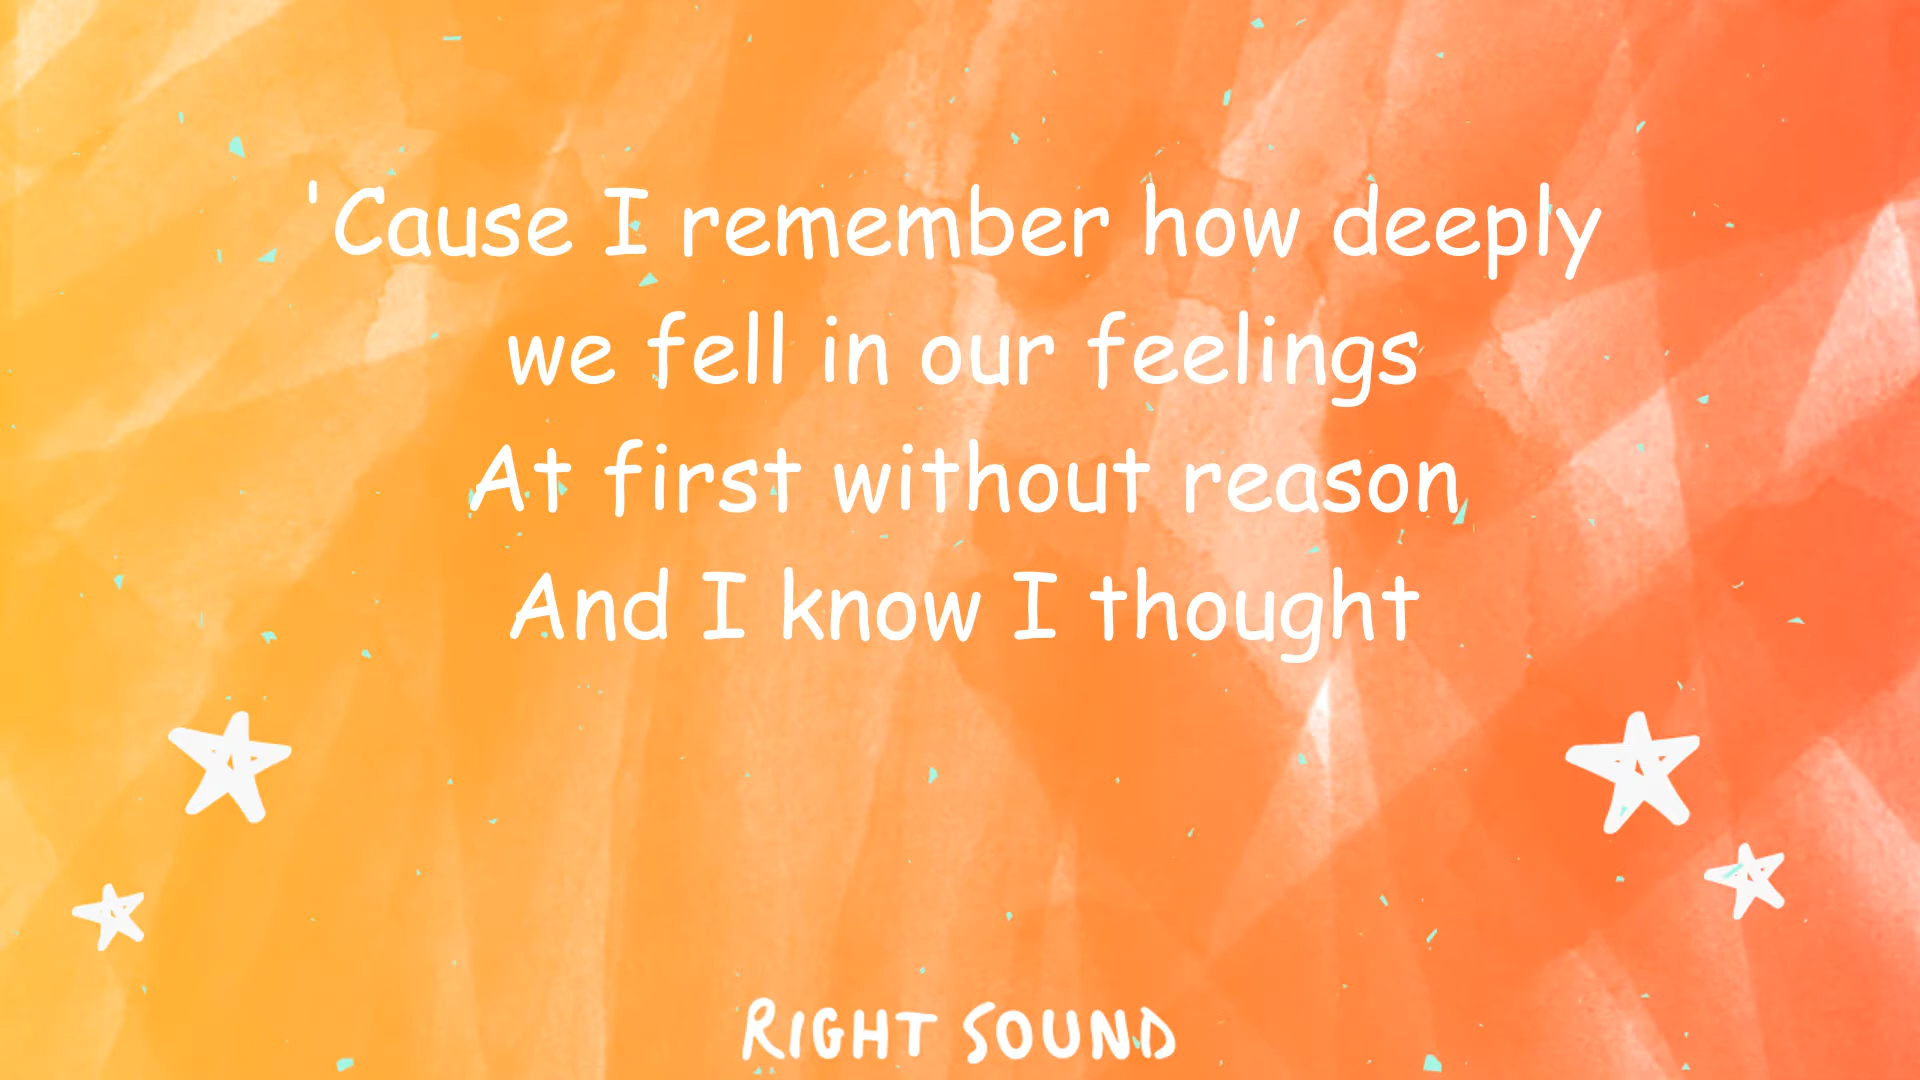 'Cause I remember how deeply
we fell in our feelings
At first without reason
And I know I thought
RIGHT SOUND